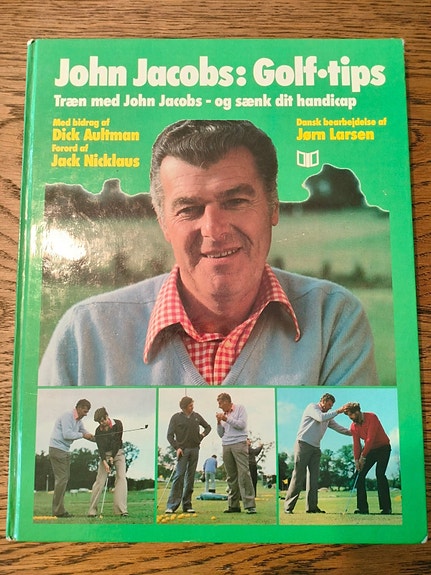 John Jacobs: Golf•tips
Træn med John Jacobs - og sænk dit handicap
Med bidrag af
Dick Aultman
Forord af
Jack Nicklaus
Dansk bearbejdelse af
Jørn Larsen